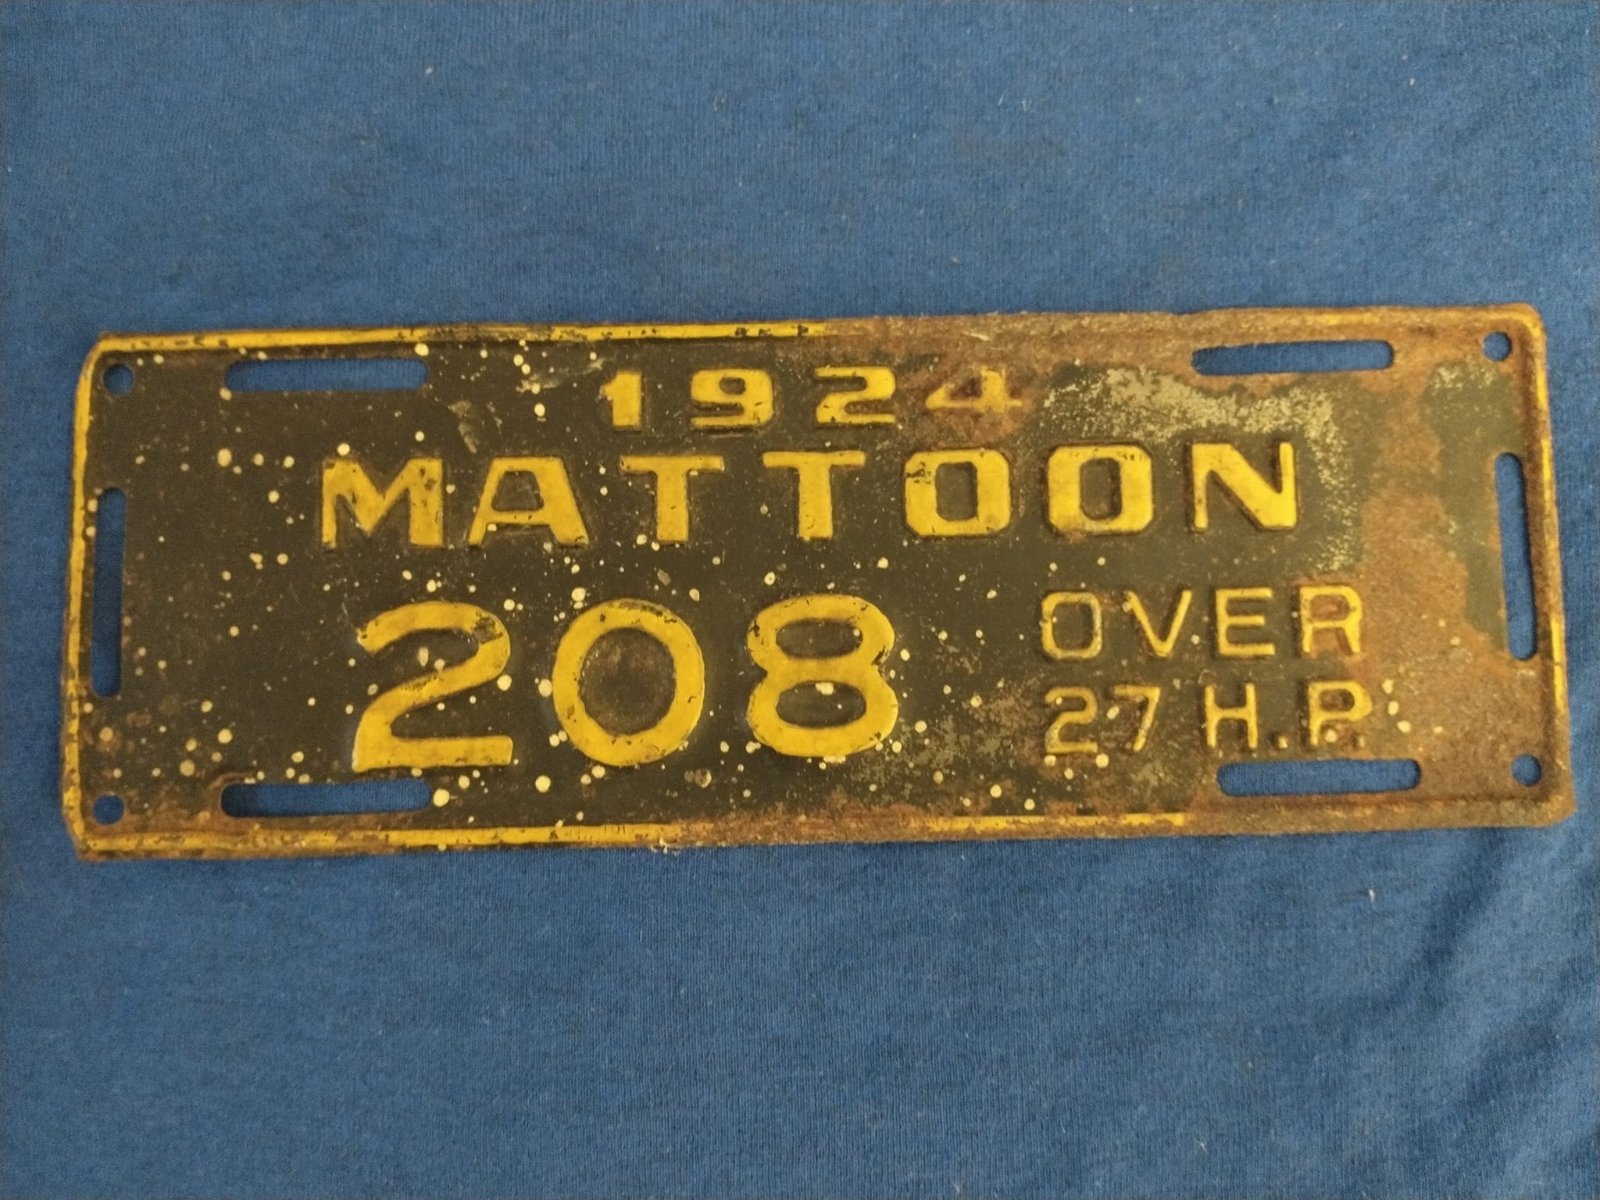 1924
MATTOON
208 OVER
27 H.P.